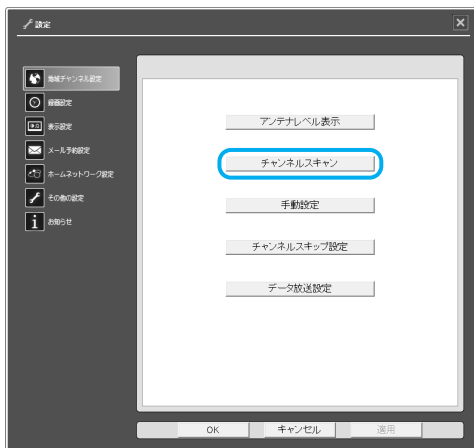 設定
地域チャンネル設定
録画設定
表示設定
メール予約設定
ホームネットワーク設定
その他の設定
お知らせ
アンテナレベル表示
チャンネルスキャン
手動設定
チャンネルスキップ設定
データ放送設定
OK
キャンセル
適用